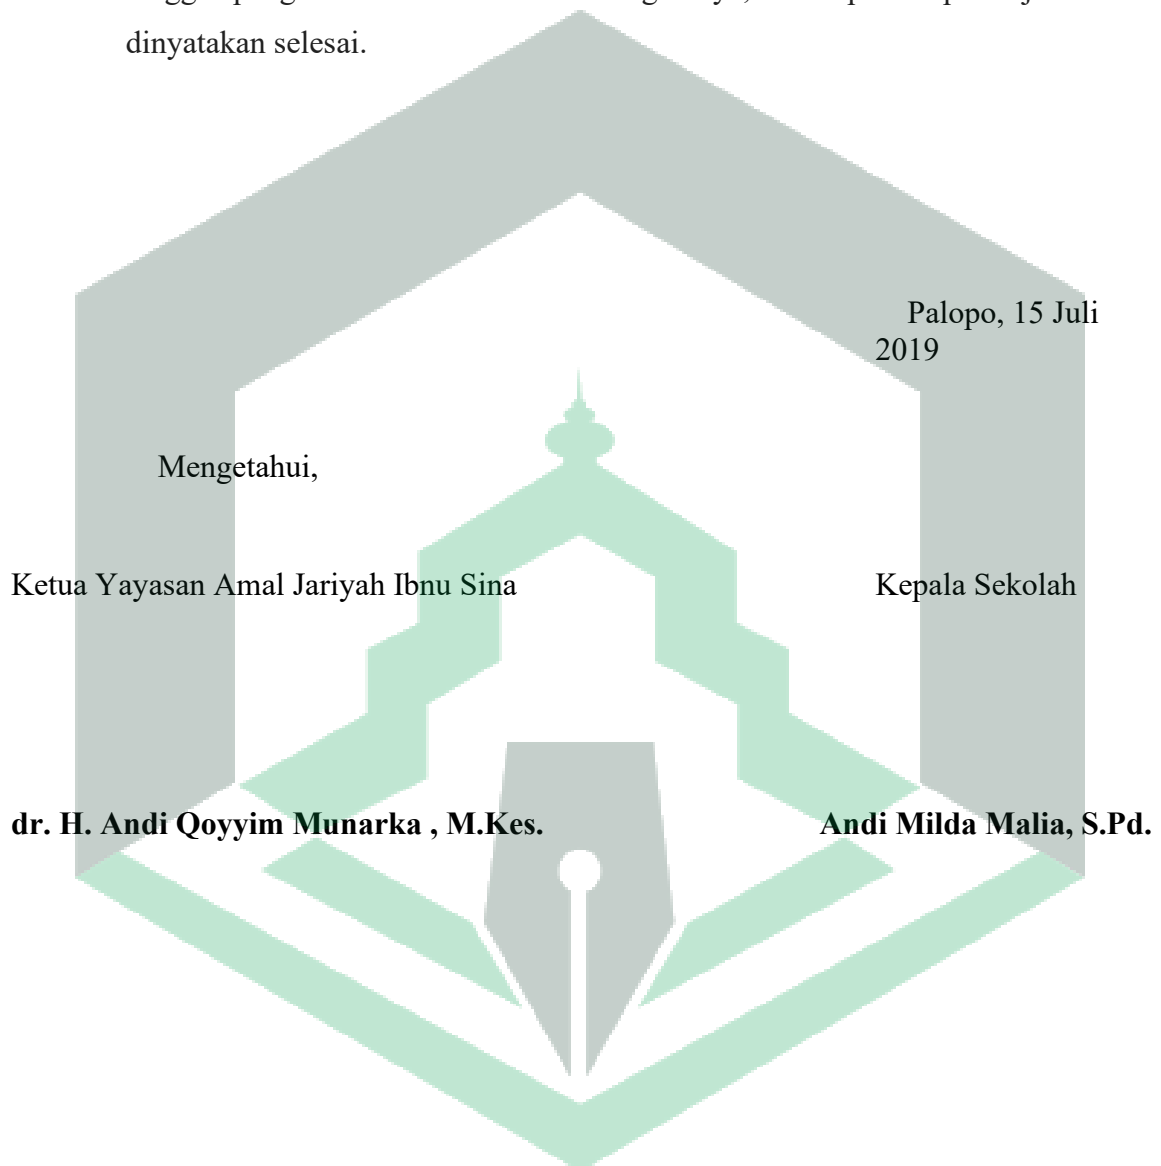 dinyatakan selesai.
Palopo, 15 Juli
2019
Mengetahui,
Ketua Yayasan Amal Jariyah Ibnu Sina Kepala Sekolah
dr. H. Andi Qoyyim Munarka , M.Kes. Andi Milda Malia, S.Pd.